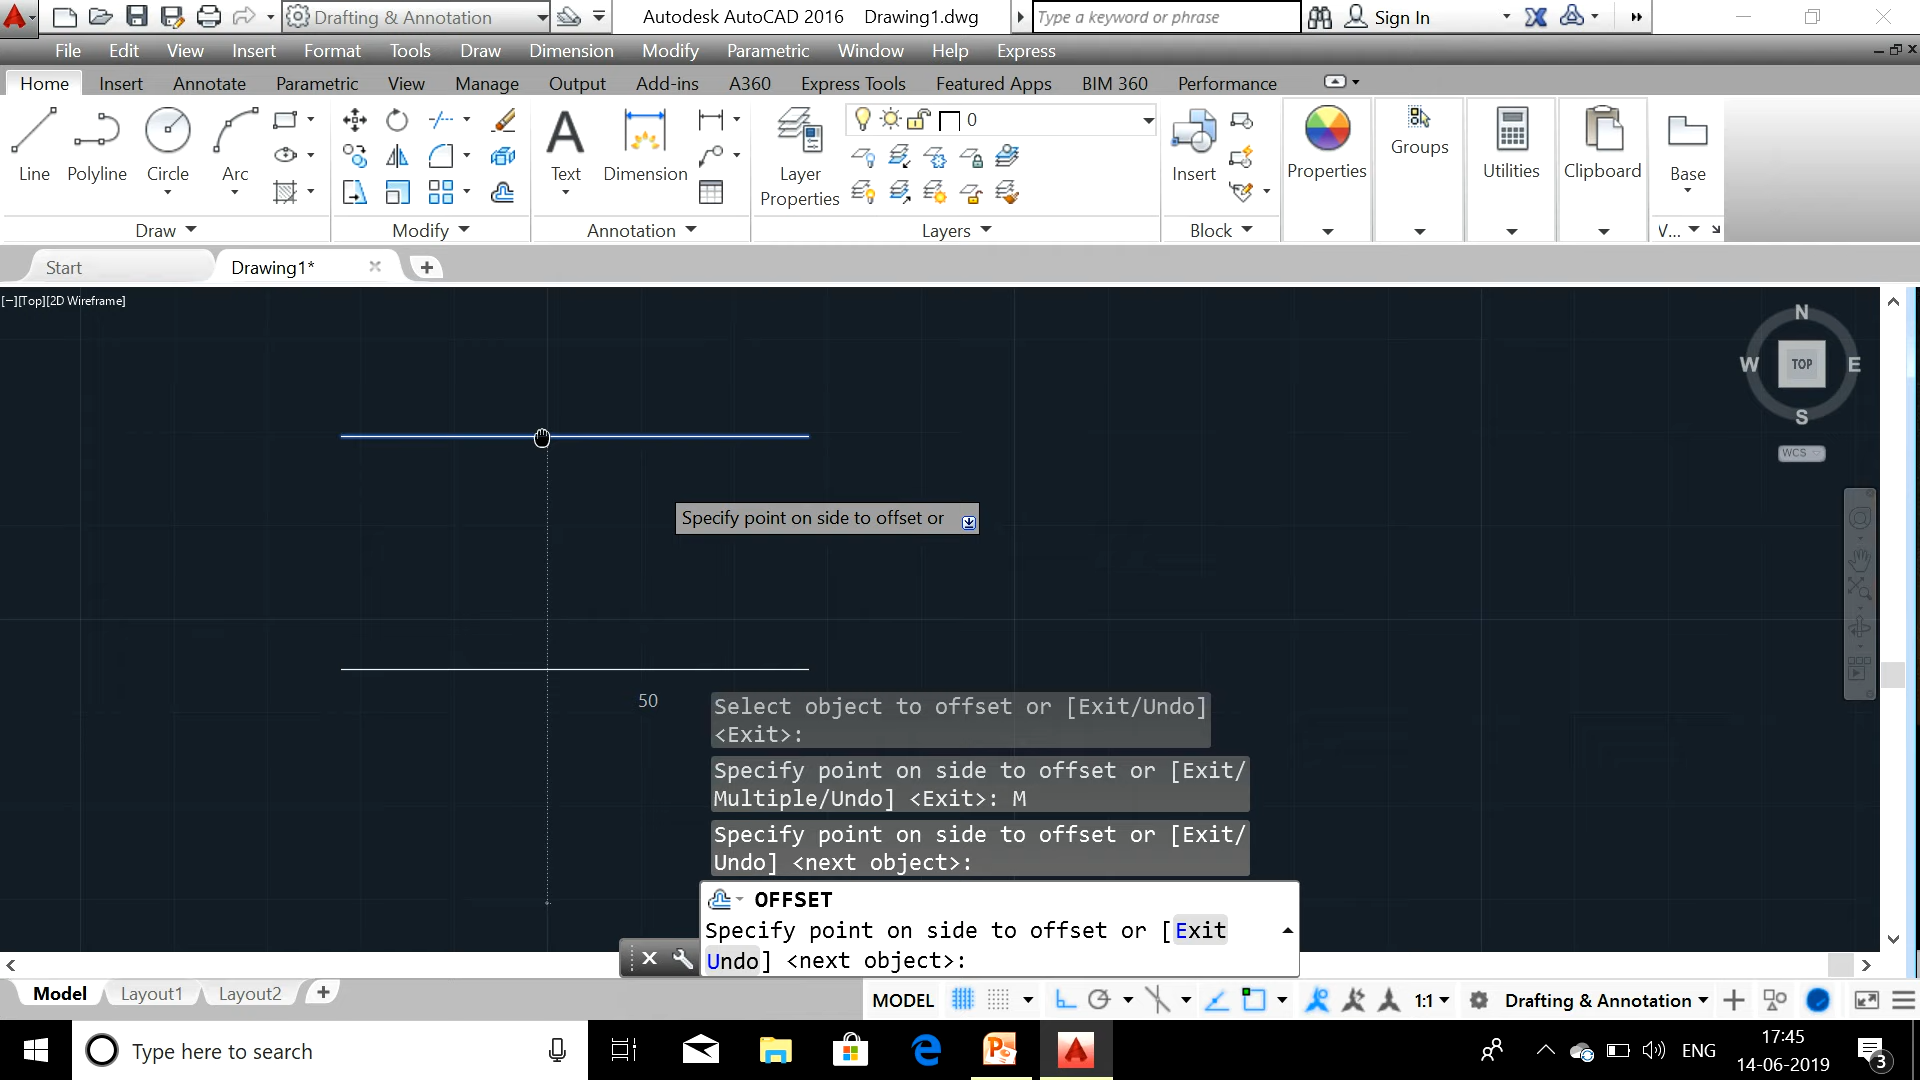 Drafting & Annotation
Autodesk AutoCAD 2016 Drawing1.dwg
Type a keyword or phrase
Sign In
File Edit View Insert Format Tools Draw Dimension Modify Parametric Window Help Express
Home Insert Annotate Parametric View Manage Output Add-ins A360 Express Tools Featured Apps BIM 360 Performance
0
Line Polyline Circle Arc
Text Dimension
Layer
Properties
Insert
Properties
Groups
Utilities
Clipboard
Base
Draw Modify Annotation Layers Block V...
Start Drawing1*
[−][Top][2D Wireframe]
N
W TOP E
S
WCS
Specify point on side to offset or
50
Select object to offset or [Exit/Undo]
<Exit>:
Specify point on side to offset or [Exit/
Multiple/Undo] <Exit>: M
Specify point on side to offset or [Exit/
Undo] <next object>:
OFFSET
Specify point on side to offset or [Exit
Undo] <next object>:
Model Layout1 Layout2
MODEL 1:1 Drafting & Annotation
Type here to search
ENG
17:45
14-06-2019
3